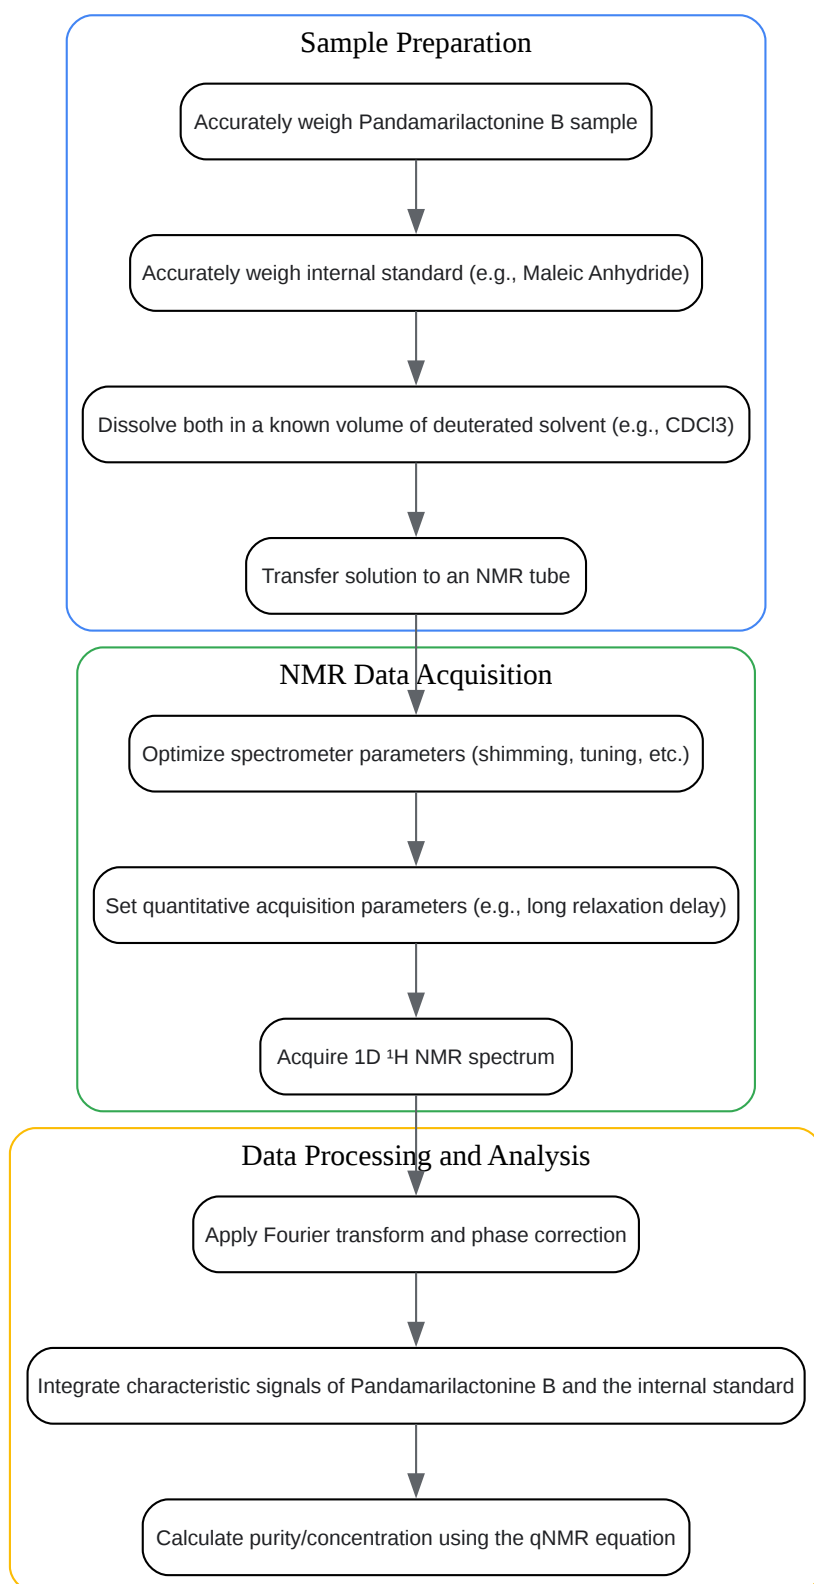 Sample Preparation
Accurately weigh Pandamarilactonine B sample
Accurately weigh internal standard (e.g., Maleic Anhydride)
Dissolve both in a known volume of deuterated solvent (e.g., CDCl3)
Transfer solution to an NMR tube
NMR Data Acquisition
Optimize spectrometer parameters (shimming, tuning, etc.)
Set quantitative acquisition parameters (e.g., long relaxation delay)
Acquire 1D ¹H NMR spectrum
Data Processing and Analysis
Apply Fourier transform and phase correction
Integrate characteristic signals of Pandamarilactonine B and the internal standard
Calculate purity/concentration using the qNMR equation